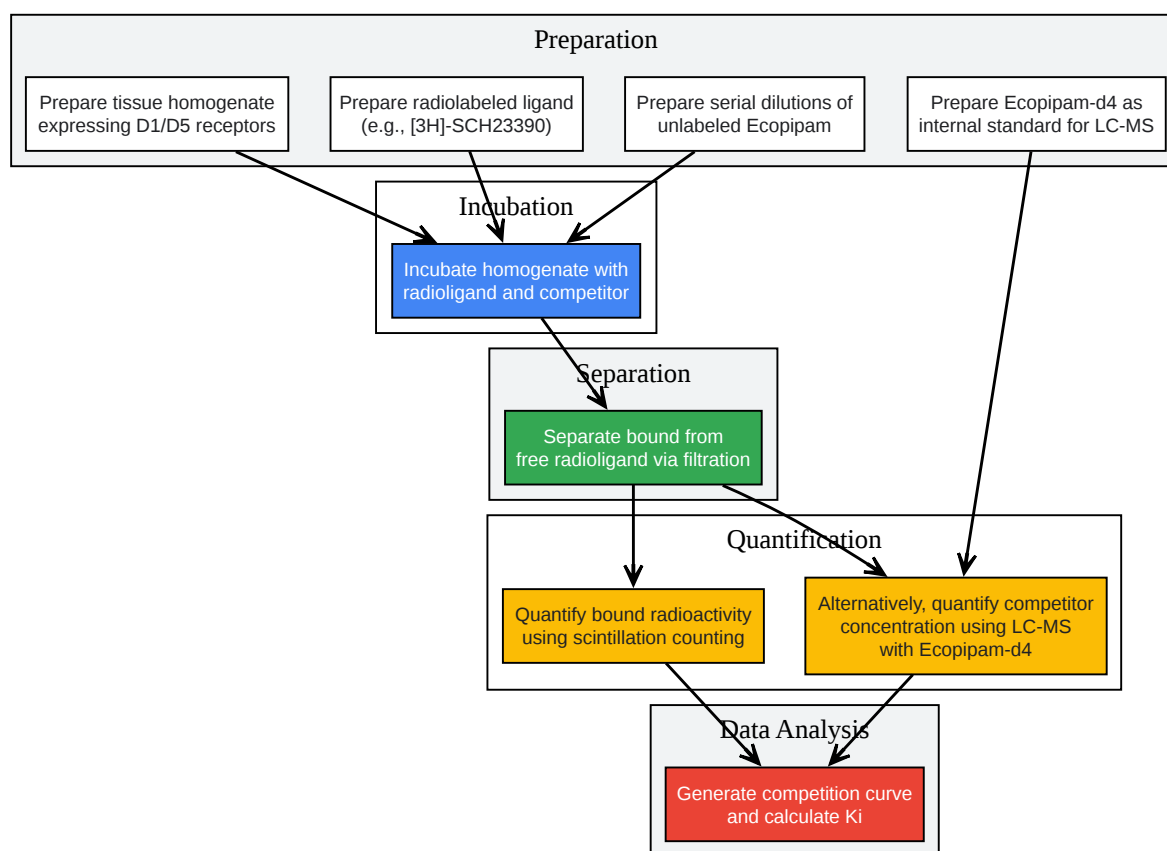 Preparation
Prepare tissue homogenate
expressing D1/D5 receptors
Prepare radiolabeled ligand
(e.g., [3H]-SCH23390)
Prepare serial dilutions of
unlabeled Ecopipam
Prepare Ecopipam-d4 as
internal standard for LC-MS
Incubation
Incubate homogenate with
radioligand and competitor
Separation
Separate bound from
free radioligand via filtration
Quantification
Quantify bound radioactivity
using scintillation counting
Alternatively, quantify competitor
concentration using LC-MS
with Ecopipam-d4
Data Analysis
Generate competition curve
and calculate Ki